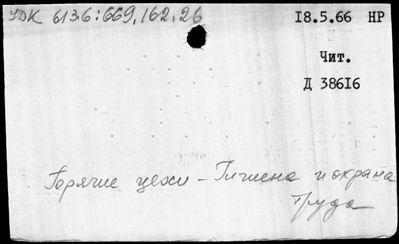 УДК 613.6:669,162,26
18.5.66 НР
Чит.
Д 38616
Горячие цехи - Гигиена и охрана
труда